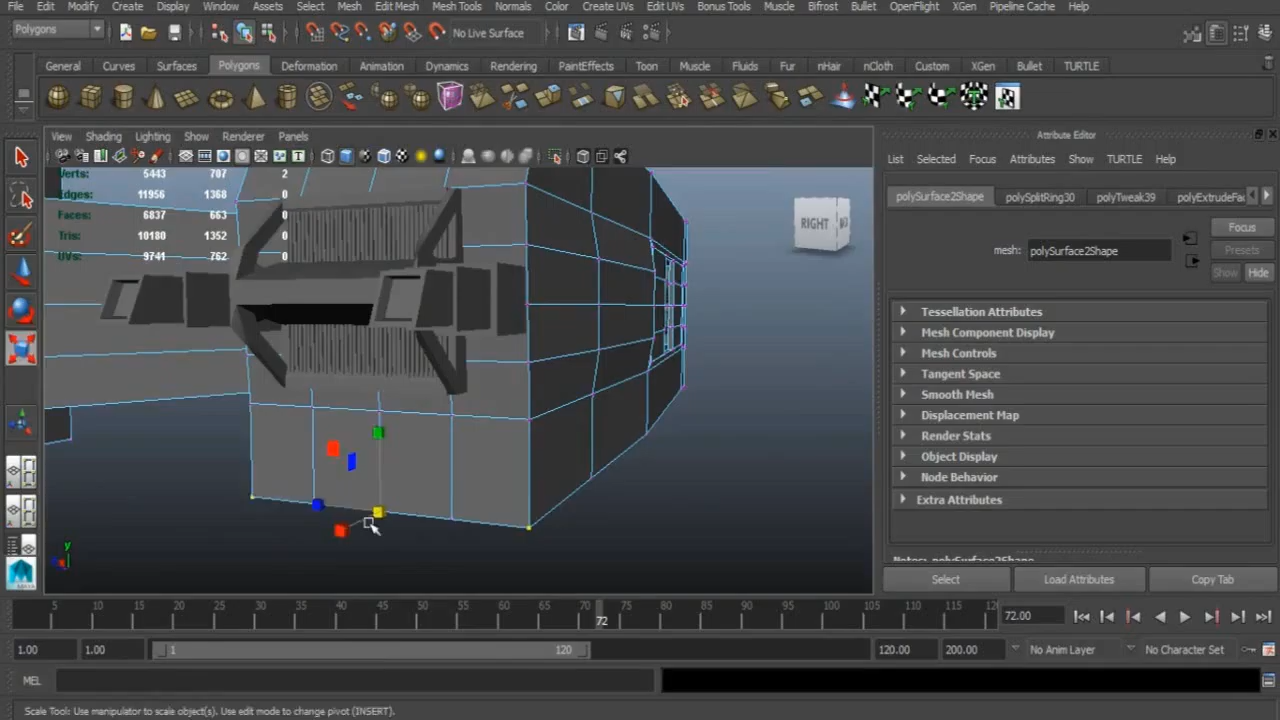 File Edit Modify Create Display Window Assets Select Mesh Edit Mesh Mesh Tools Normals Color Create UVs Edit UVs Bonus Tools Muscle Bifrost Bullet OpenFlight XGen Pipeline Cache Help
Polygons No Live Surface
General Curves Surfaces Polygons Deformation Animation Dynamics Rendering PaintEffects Toon Muscle Fluids Fur nHair nCloth Custom XGen Bullet TURTLE
View Shading Lighting Show Renderer Panels
Attribute Editor
List Selected Focus Attributes Show TURTLE Help
Verts: 5443 707 2
Edges: 11956 1368 0
Faces: 6837 663 0
Tris: 10180 1352 0
UVs: 9741 762 0
RIGHT
polySurface2Shape polySplitRing30 polyTweak39 polyExtrudeFac
Focus
mesh: polySurface2Shape
Presets
Show Hide
Tessellation Attributes
Mesh Component Display
Mesh Controls
Tangent Space
Smooth Mesh
Displacement Map
Render Stats
Object Display
Node Behavior
Extra Attributes
Notes: polySurface2Shape
Select Load Attributes Copy Tab
y
5 10 15 20 25 30 35 40 45 50 55 60 65 70 75 80 85 90 95 100 105 110 115 12
72
72.00
1.00 1.00 1 120 120.00 200.00 No Anim Layer No Character Set
MEL
Scale Tool: Use manipulator to scale object(s). Use edit mode to change pivot (INSERT).